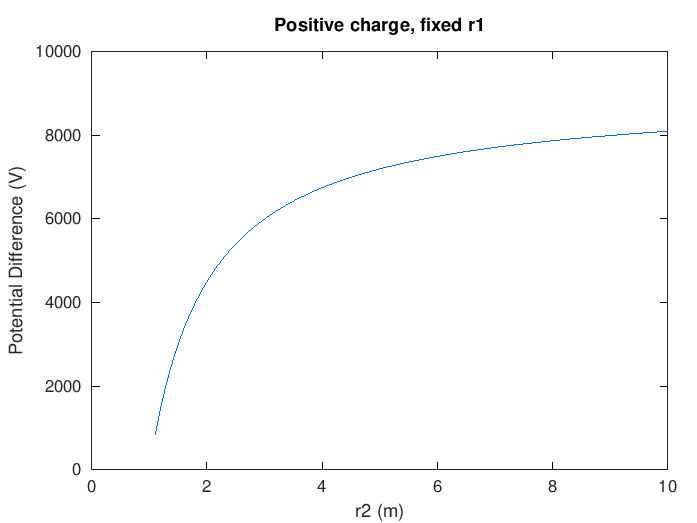 Positive charge, fixed r1
10000
8000
6000
4000
2000
0
Potential Difference (V)
0 2 4 6 8 10
r2 (m)